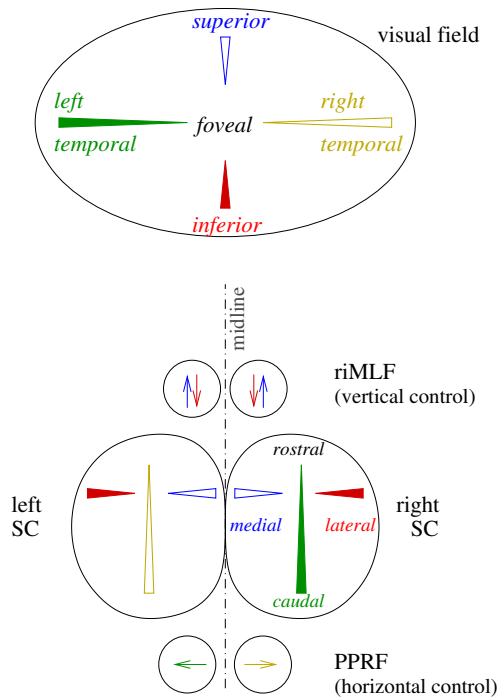 superior
visual field
left
right
foveal
temporal
temporal
inferior
midline
riMLF
(vertical control)
rostral
left
SC
right
SC
medial
lateral
caudal
PPRF
(horizontal control)